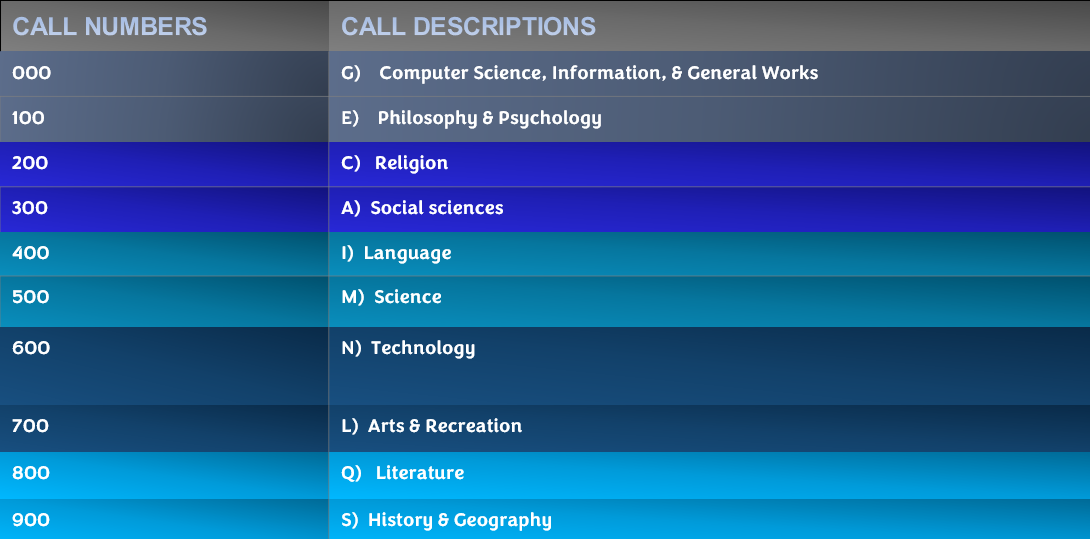 CALL NUMBERS CALL DESCRIPTIONS
000 G) Computer Science, Information, & General Works
100 E) Philosophy & Psychology
200 C) Religion
300 A) Social sciences
400 I) Language
500 M) Science
600 N) Technology
700 L) Arts & Recreation
800 Q) Literature
900 S) History & Geography